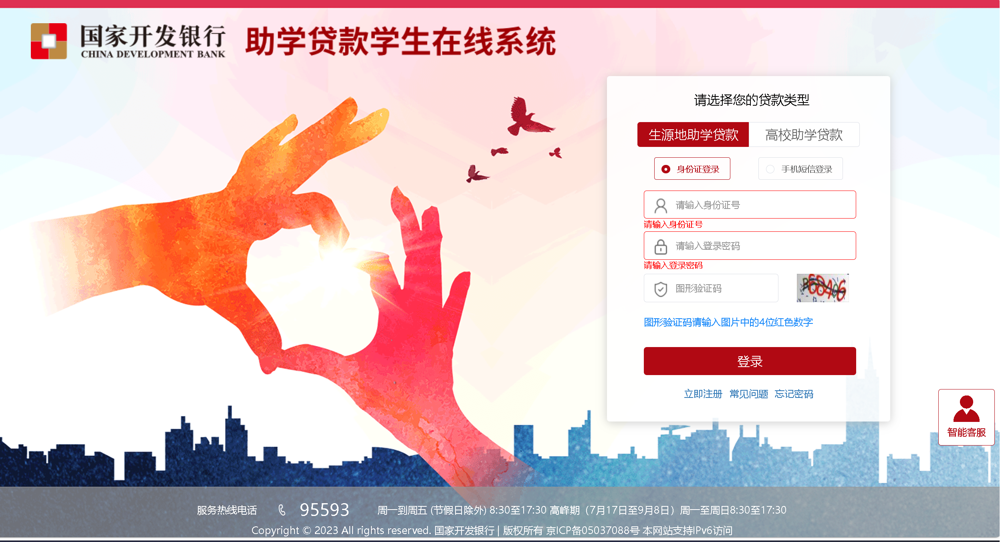 国家开发银行
CHINA DEVELOPMENT BANK
助学贷款学生在线系统
请选择您的贷款类型
生源地助学贷款 高校助学贷款
身份证登录 手机短信登录
请输入身份证号
请输入身份证号
请输入登录密码
请输入登录密码
图形验证码
图形验证码请输入图片中的4位红色数字
登录
立即注册 常见问题 忘记密码
智能客服
服务热线电话 95593 周一到周五 (节假日除外) 8:30至17:30 高峰期（7月17日至9月8日）周一至周日8:30至17:30
Copyright © 2023 All rights reserved. 国家开发银行 | 版权所有 京ICP备05037088号 本网站支持IPv6访问